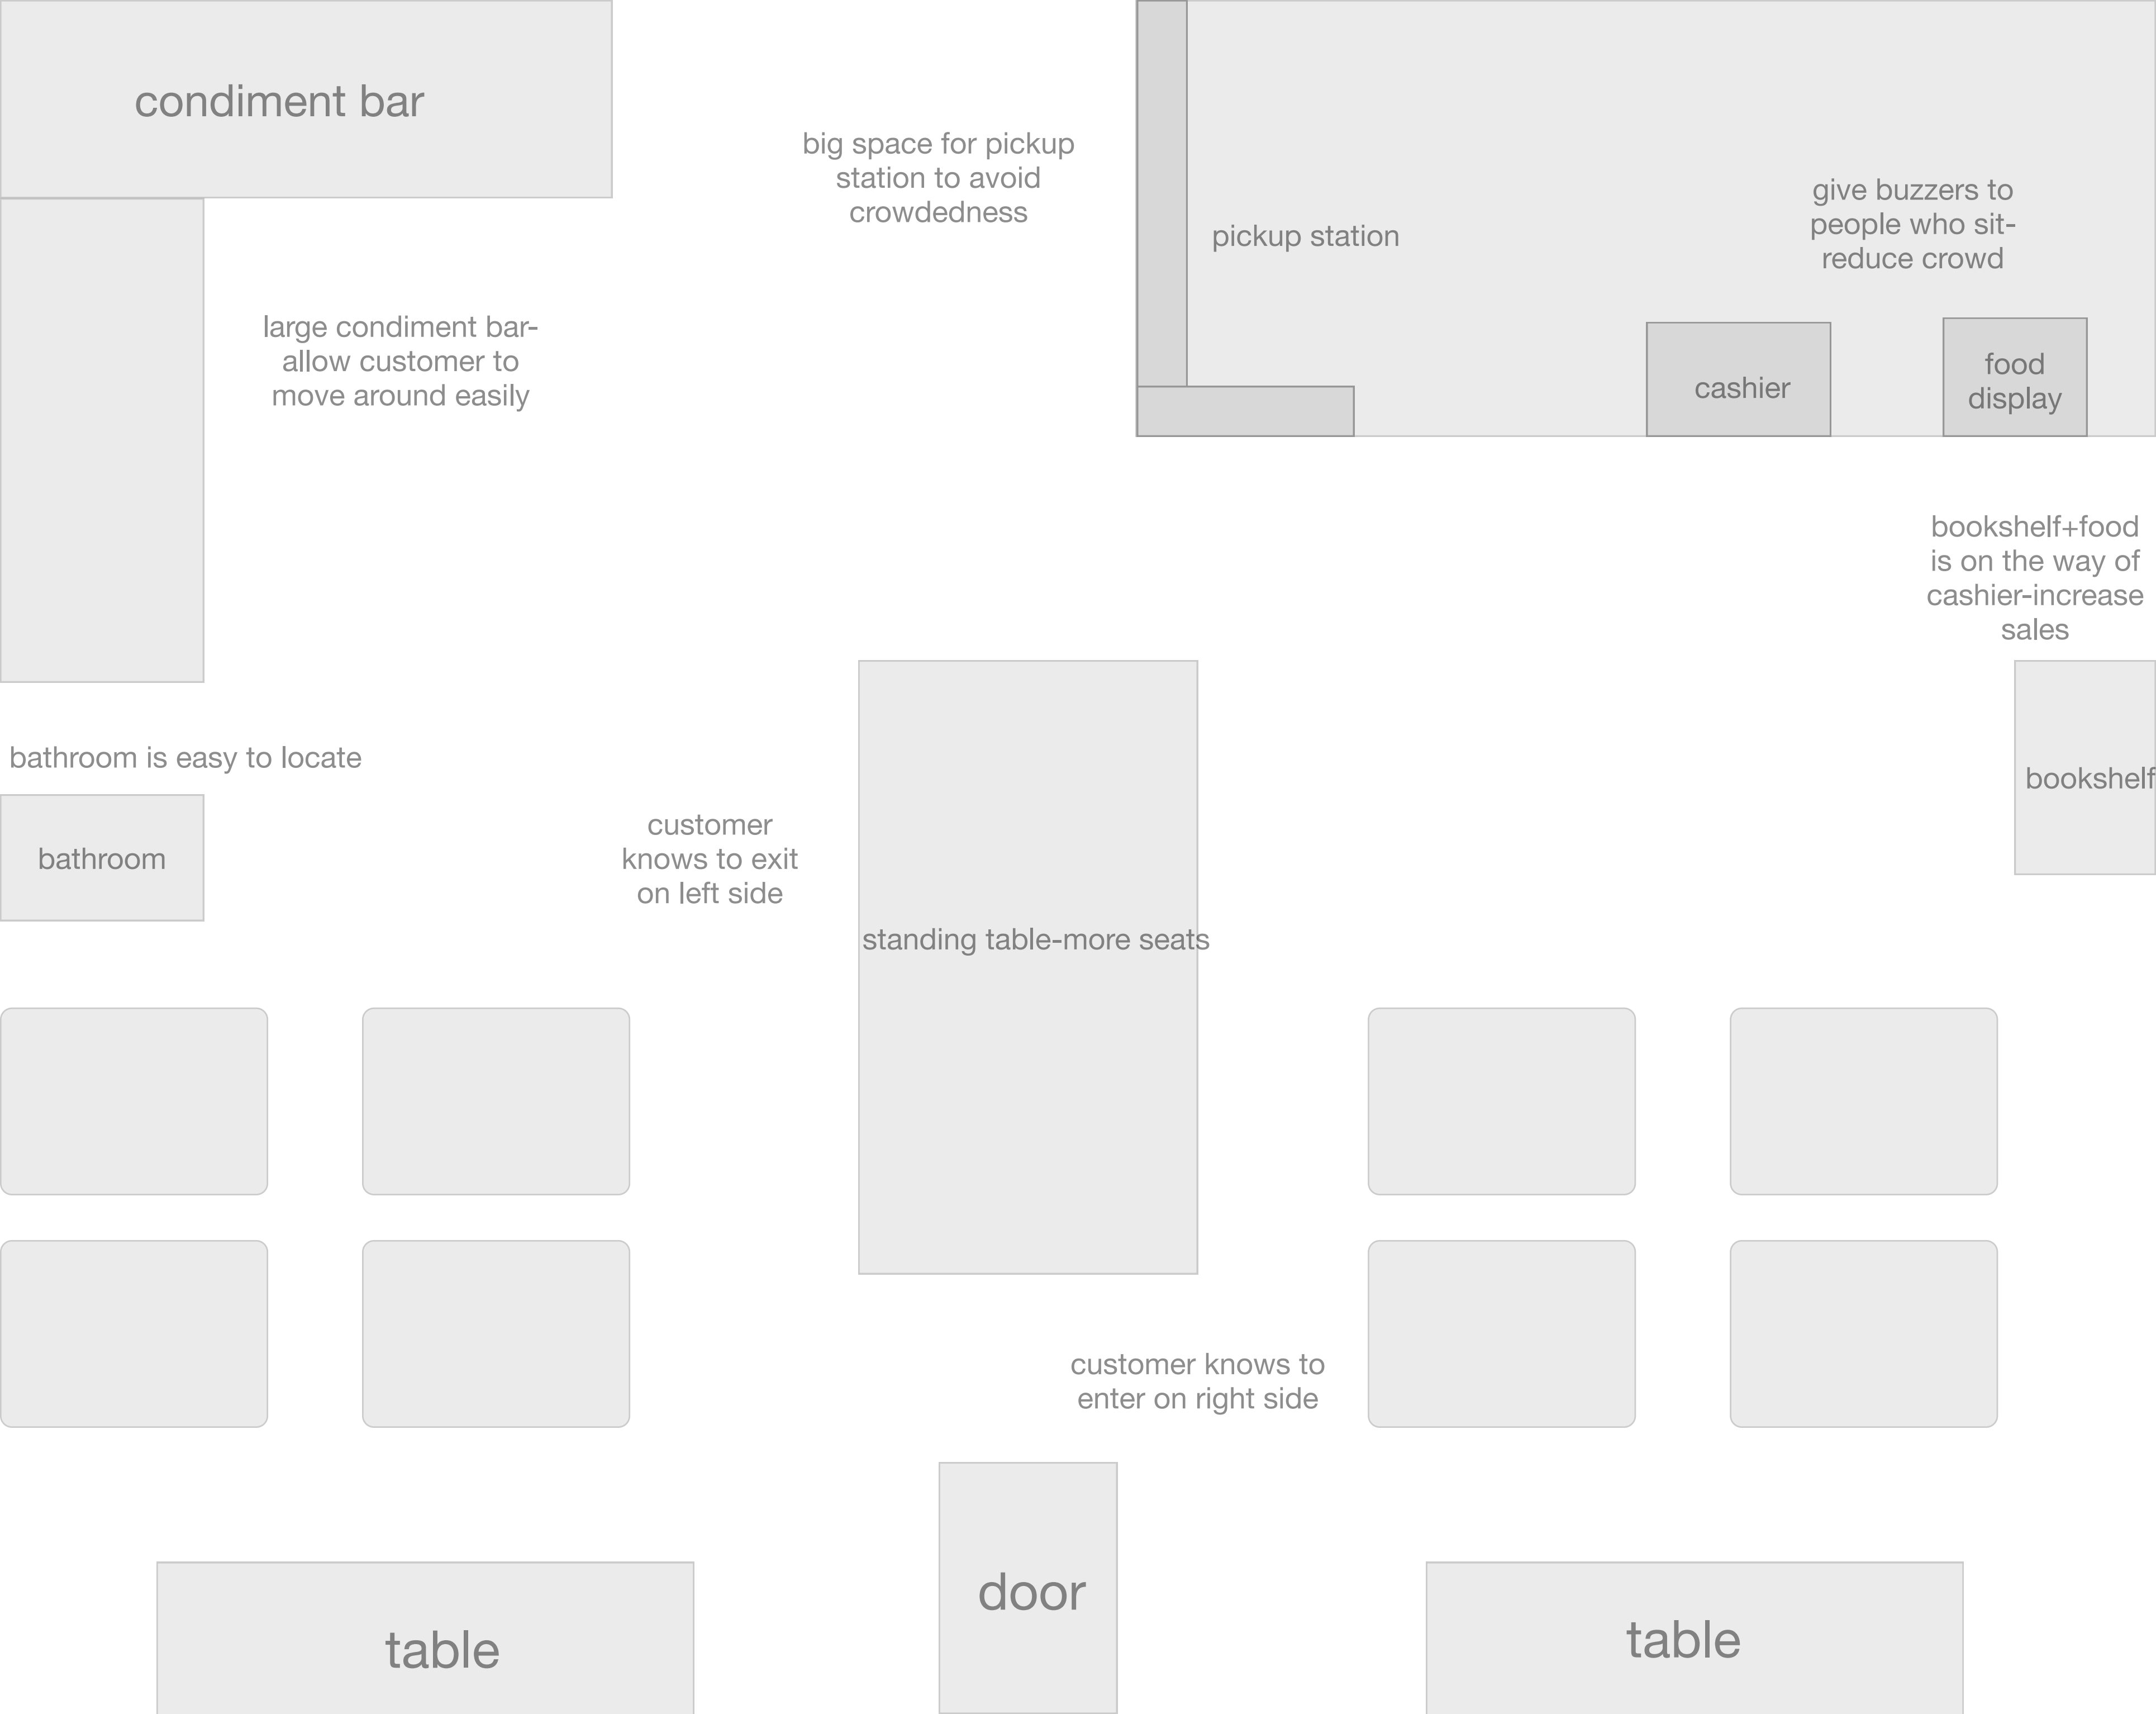 condiment bar
big space for pickup
station to avoid
crowdedness
pickup station
give buzzers to
people who sit-
reduce crowd
large condiment bar-
allow customer to
move around easily
cashier
food
display
bookshelf+food
is on the way of
cashier-increase
sales
bathroom is easy to locate
bookshelf
bathroom
customer
knows to exit
on left side
standing table-more seats
customer knows to
enter on right side
door
table
table